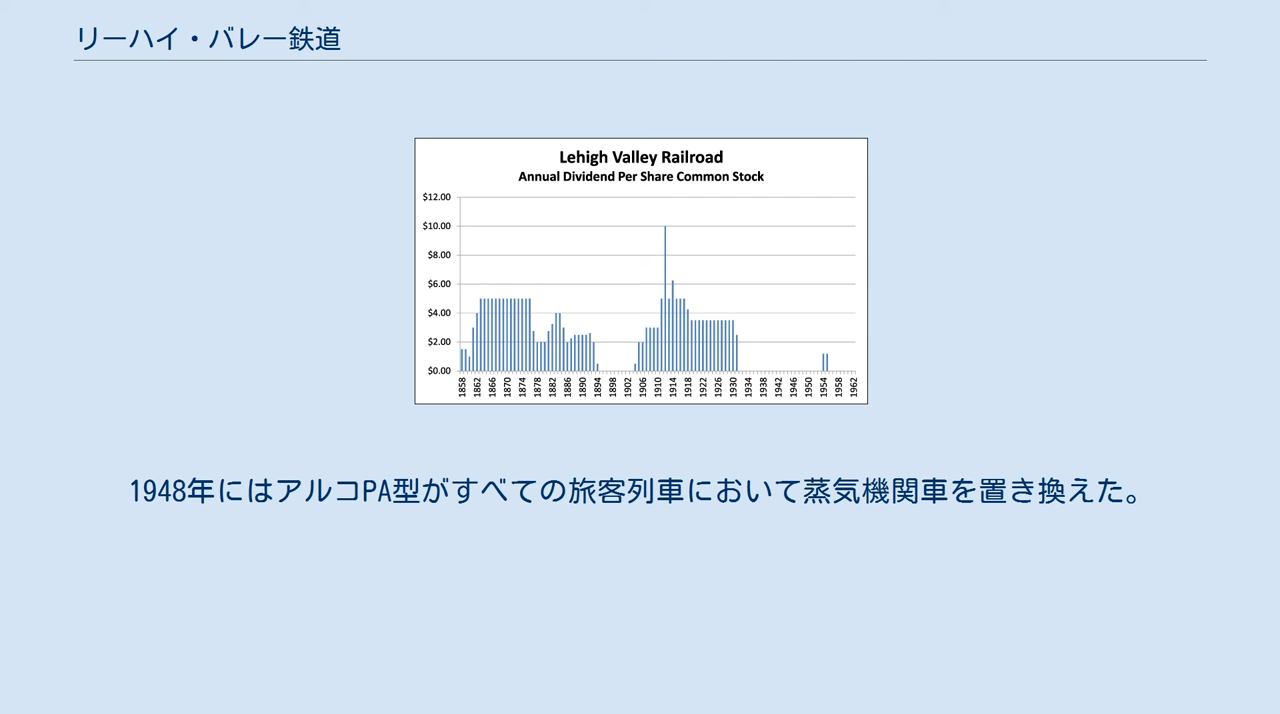 リーハイ・バレー鉄道
Lehigh Valley Railroad
Annual Dividend Per Share Common Stock
$12.00
$10.00
$8.00
$6.00
$4.00
$2.00
$0.00
1858 1862 1866 1870 1874 1878 1882 1886 1890 1894 1898 1902 1906 1910 1914 1918 1922 1926 1930 1934 1938 1942 1946 1950 1954 1958 1962
1948年にはアルコPA型がすべての旅客列車において蒸気機関車を置き換えた。